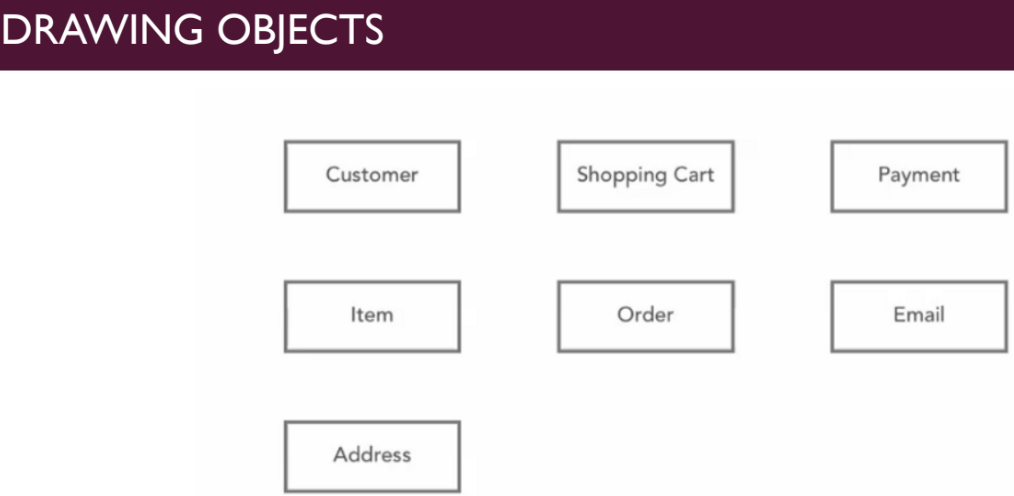 DRAWING OBJECTS
Customer
Shopping Cart
Payment
Item
Order
Email
Address